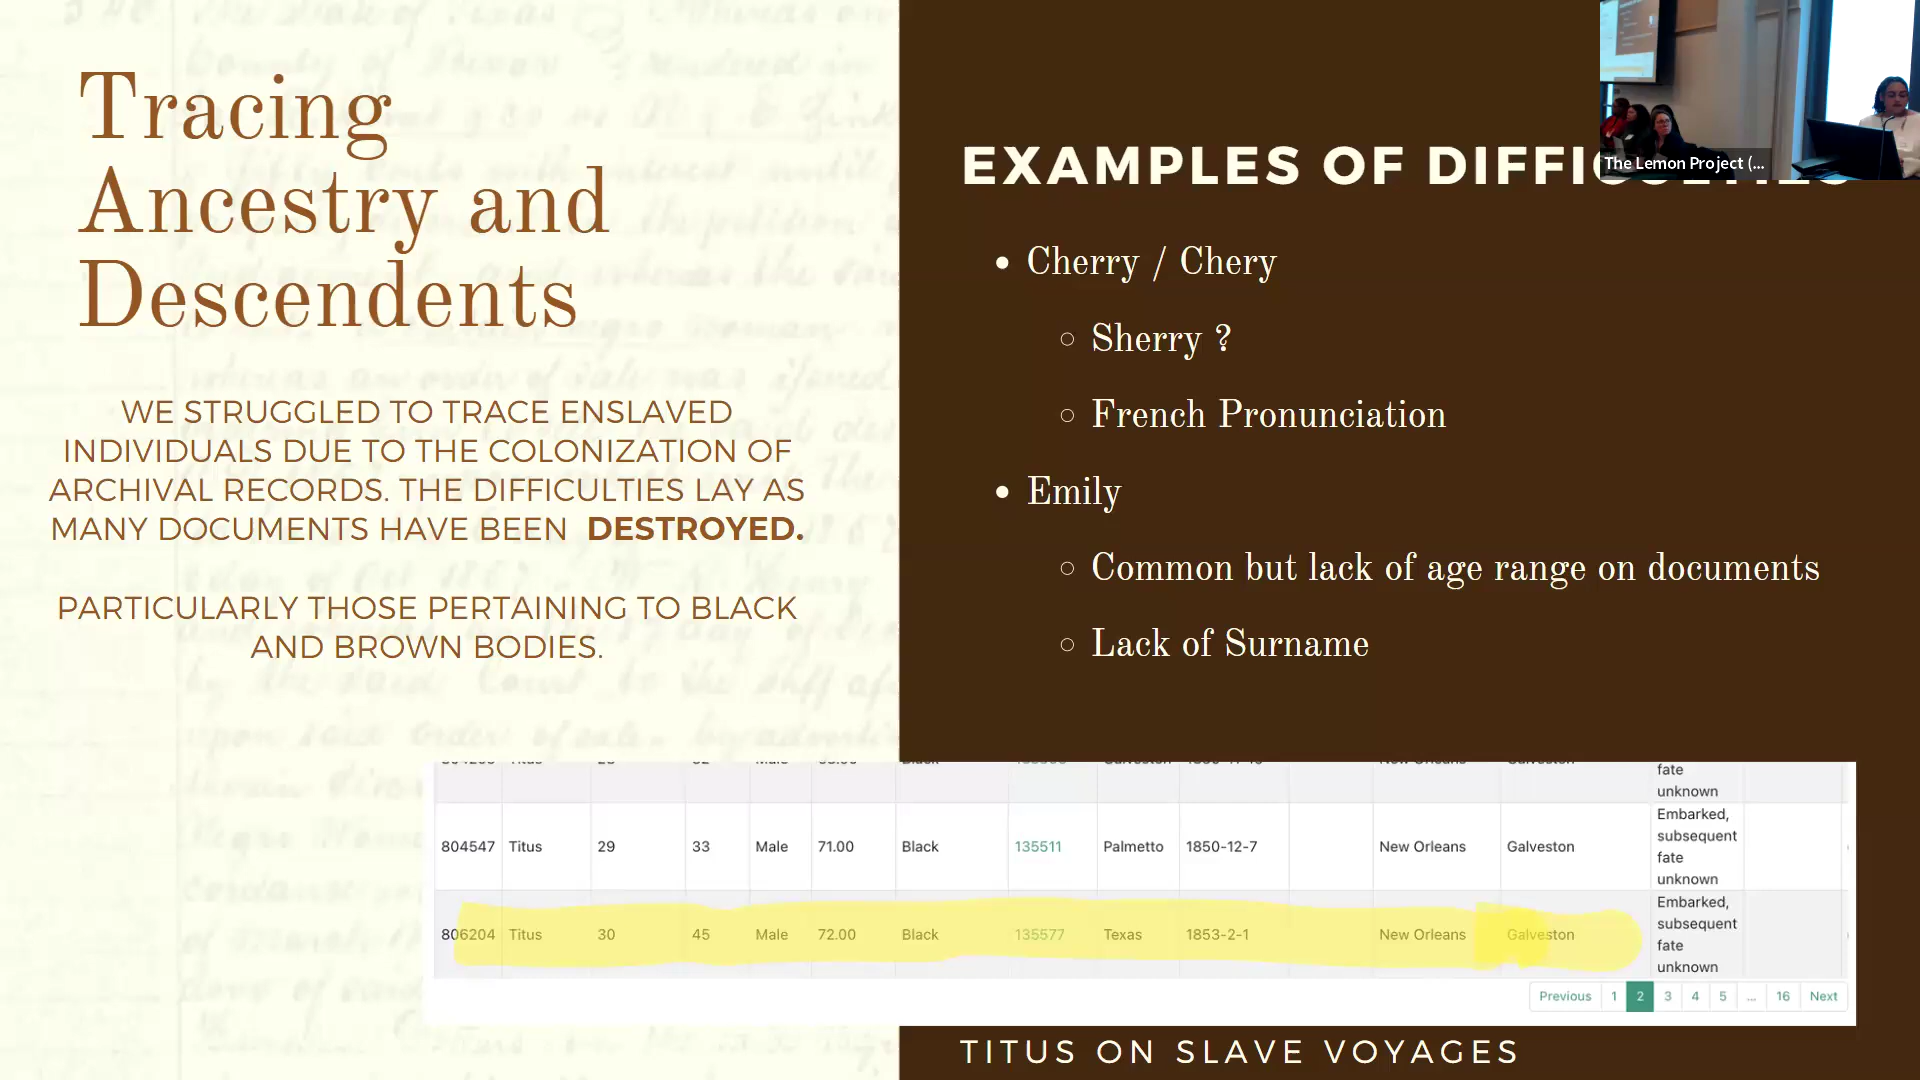 Tracing
Ancestry and
Descendents
WE STRUGGLED TO TRACE ENSLAVED
INDIVIDUALS DUE TO THE COLONIZATION OF
ARCHIVAL RECORDS. THE DIFFICULTIES LAY AS
MANY DOCUMENTS HAVE BEEN DESTROYED.
PARTICULARLY THOSE PERTAINING TO BLACK
AND BROWN BODIES.
EXAMPLES OF
The Lemon Project (...
• Cherry / Chery
○ Sherry ?
○ French Pronunciation
• Emily
○ Common but lack of age range on documents
○ Lack of Surname
fate
unknown
804547 Titus 29 33 Male 71.00 Black 135511 Palmetto 1850-12-7 New Orleans Galveston Embarked,
subsequent
fate
unknown
806204 Titus 30 45 Male 72.00 Black 135577 Texas 1853-2-1 New Orleans Galveston Embarked,
subsequent
fate
unknown
Previous 1 2 3 4 5 ... 16 Next
TITUS ON SLAVE VOYAGES